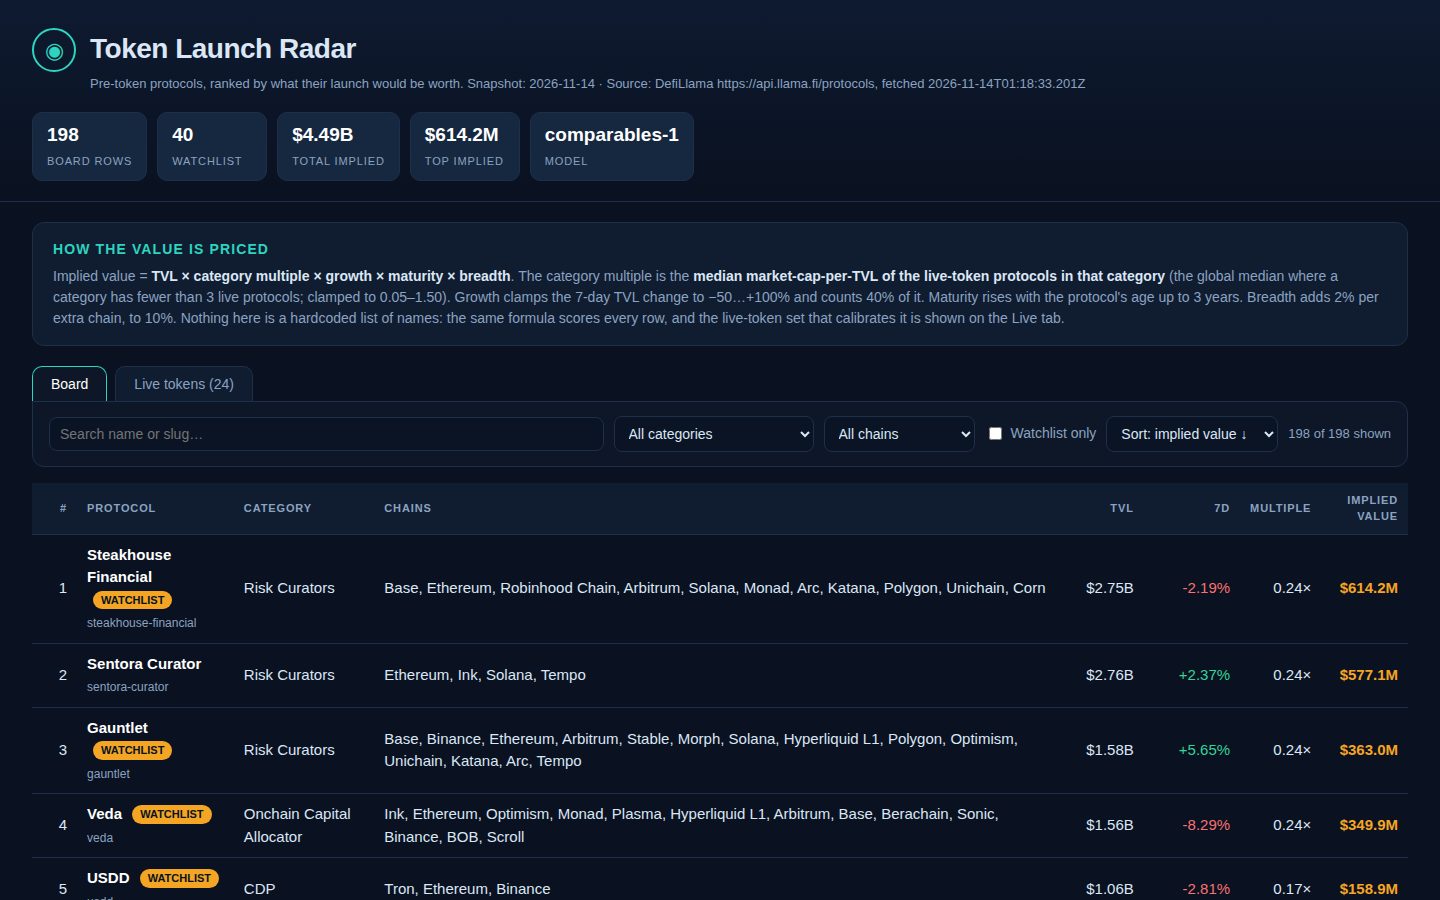 Token Launch Radar
Pre-token protocols, ranked by what their launch would be worth. Snapshot: 2026-11-14 · Source: DefiLlama https://api.llama.fi/protocols, fetched 2026-11-14T01:18:33.201Z
198
BOARD ROWS
40
WATCHLIST
$4.49B
TOTAL IMPLIED
$614.2M
TOP IMPLIED
comparables-1
MODEL
HOW THE VALUE IS PRICED
Implied value = TVL × category multiple × growth × maturity × breadth. The category multiple is the median market-cap-per-TVL of the live-token protocols in that category (the global median where a
category has fewer than 3 live protocols; clamped to 0.05–1.50). Growth clamps the 7-day TVL change to −50…+100% and counts 40% of it. Maturity rises with the protocol's age up to 3 years. Breadth adds 2% per
extra chain, to 10%. Nothing here is a hardcoded list of names: the same formula scores every row, and the live-token set that calibrates it is shown on the Live tab.
Board
Live tokens (24)
Search name or slug…
All categories
All chains
Watchlist only
Sort: implied value ↓
198 of 198 shown
# PROTOCOL CATEGORY CHAINS TVL 7D MULTIPLE IMPLIED
VALUE
Steakhouse
Financial
WATCHLIST
steakhouse-financial
1 Risk Curators Base, Ethereum, Robinhood Chain, Arbitrum, Solana, Monad, Arc, Katana, Polygon, Unichain, Corn $2.75B -2.19% 0.24× $614.2M
Sentora Curator
sentora-curator
2 Risk Curators Ethereum, Ink, Solana, Tempo $2.76B +2.37% 0.24× $577.1M
Gauntlet
WATCHLIST
gauntlet
3 Risk Curators Base, Binance, Ethereum, Arbitrum, Stable, Morph, Solana, Hyperliquid L1, Polygon, Optimism,
Unichain, Katana, Arc, Tempo $1.58B +5.65% 0.24× $363.0M
Veda WATCHLIST
veda
4 Onchain Capital
Allocator
Ink, Ethereum, Optimism, Monad, Plasma, Hyperliquid L1, Arbitrum, Base, Berachain, Sonic,
Binance, BOB, Scroll
$1.56B -8.29% 0.24× $349.9M
USDD WATCHLIST
5 CDP Tron, Ethereum, Binance $1.06B -2.81% 0.17× $158.9M